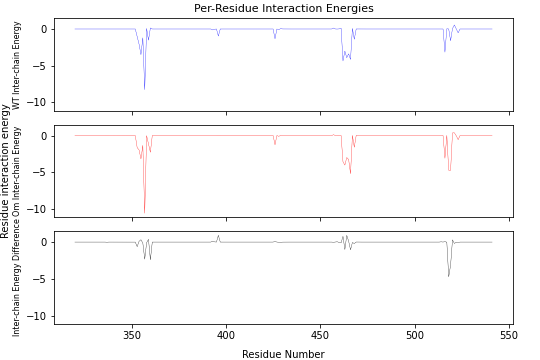 Per-Residue Interaction Energies
WT Inter-chain Energy
0
−5
−10
Residue interaction energy
Om Inter-chain Energy
0
−5
−10
Inter-chain Energy Difference
0
−5
−10
350
400
450
500
550
Residue Number